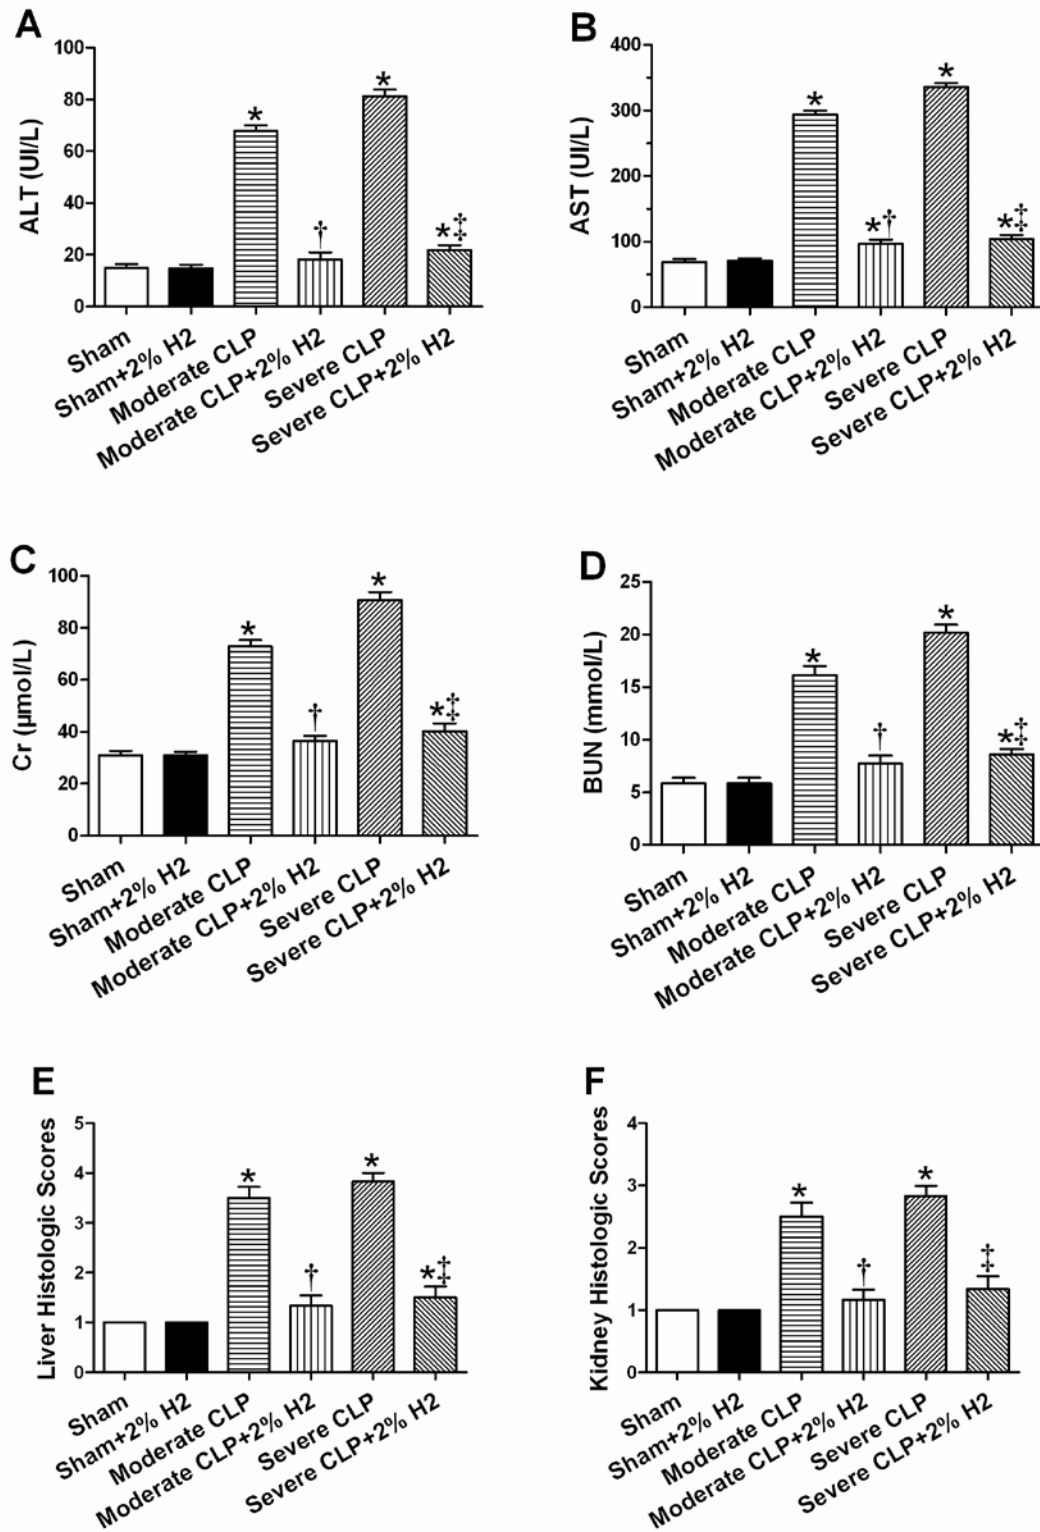 A
ALT (UI/L)
100
80
60
40
20
0
*
†
*
*‡
Sham
Sham+2% H2
Moderate CLP
Moderate CLP+2% H2
Severe CLP
Severe CLP+2% H2
B
AST (UI/L)
400
300
200
100
0
*
*†
*
*‡
Sham
Sham+2% H2
Moderate CLP
Moderate CLP+2% H2
Severe CLP
Severe CLP+2% H2
C
Cr (µmol/L)
100
80
60
40
20
0
*
†
*
*‡
Sham
Sham+2% H2
Moderate CLP
Moderate CLP+2% H2
Severe CLP
Severe CLP+2% H2
D
BUN (mmol/L)
25
20
15
10
5
0
*
†
*
*‡
Sham
Sham+2% H2
Moderate CLP
Moderate CLP+2% H2
Severe CLP
Severe CLP+2% H2
E
Liver Histologic Scores
5
4
3
2
1
0
*
†
*
*‡
Sham
Sham+2% H2
Moderate CLP
Moderate CLP+2% H2
Severe CLP
Severe CLP+2% H2
F
Kidney Histologic Scores
4
3
2
1
0
*
†
*
‡
Sham
Sham+2% H2
Moderate CLP
Moderate CLP+2% H2
Severe CLP
Severe CLP+2% H2